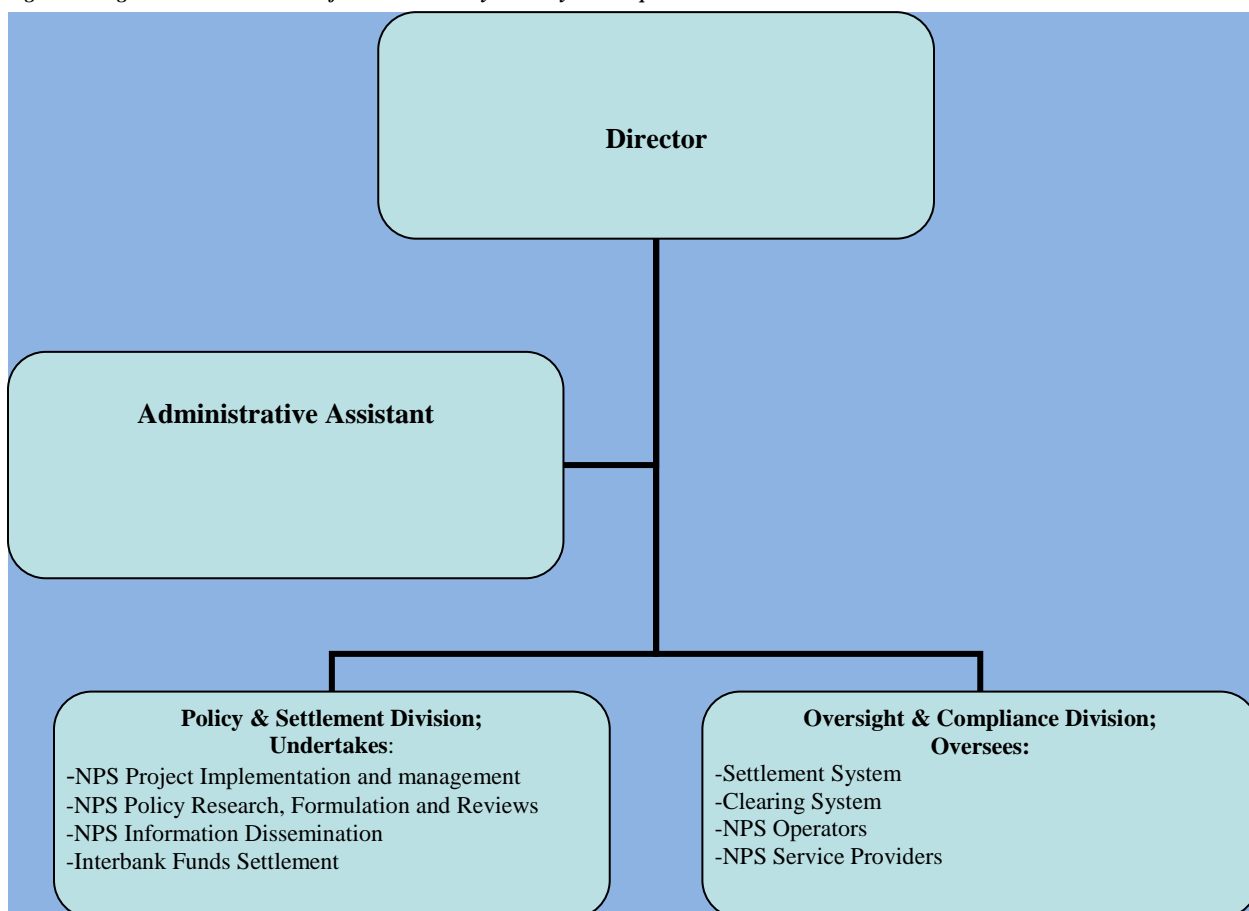 Director
Administrative Assistant
Policy & Settlement Division;
Undertakes:
-NPS Project Implementation and management
-NPS Policy Research, Formulation and Reviews
-NPS Information Dissemination
-Interbank Funds Settlement
Oversight & Compliance Division;
Oversees:
-Settlement System
-Clearing System
-NPS Operators
-NPS Service Providers